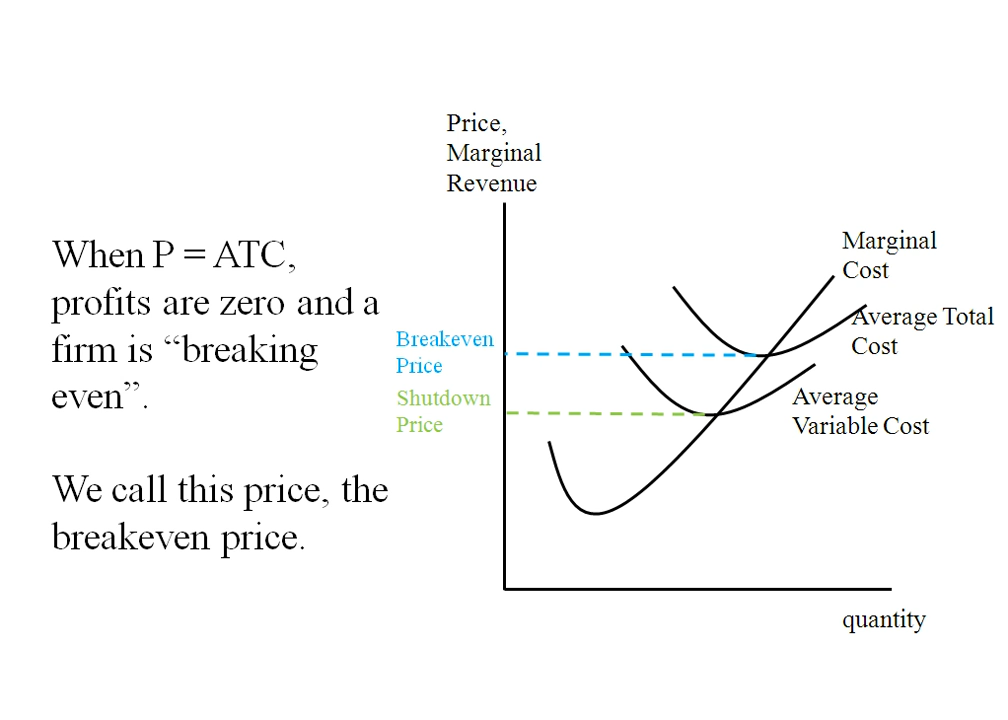 When P = ATC,
profits are zero and a
firm is “breaking
even”.
We call this price, the
breakeven price.
Price,
Marginal
Revenue
Marginal
Cost
Average Total
Cost
Breakeven
Price
Shutdown
Price
Average
Variable Cost
quantity